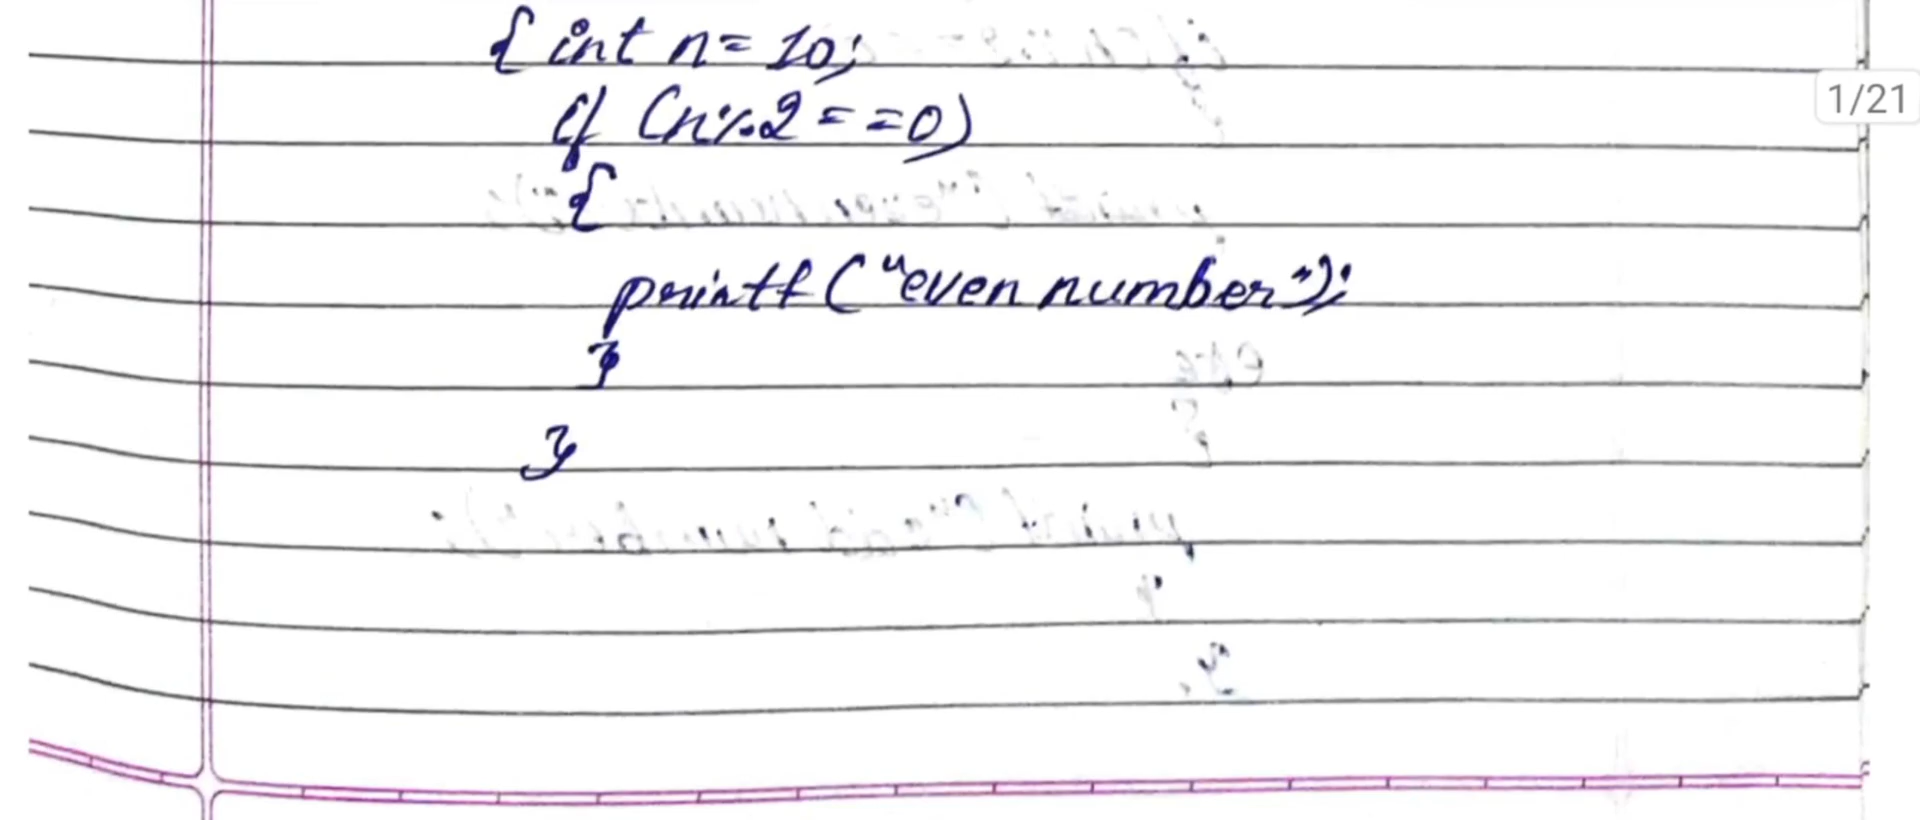 { int n = 10;
if (n%2 = = 0)
{
printf ("even number");
}
}
1/21